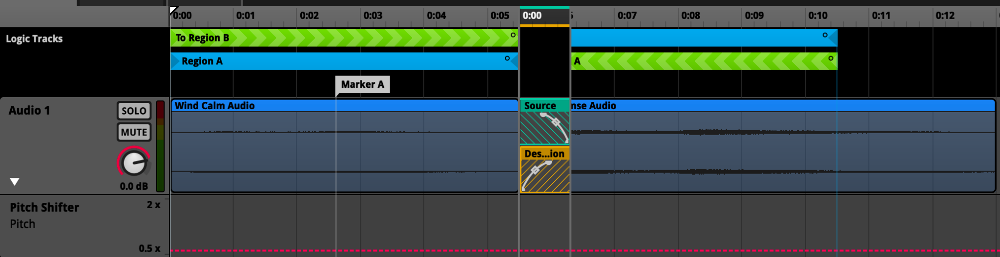 0:00 0:01 0:02 0:03 0:04 0:05 0:00 0:07 0:08 0:09 0:10 0:11 0:12
Logic Tracks
To Region B
Region A
A
Marker A
Audio 1
SOLO
MUTE
0.0 dB
Wind Calm Audio
Source
nse Audio
Des...ion
Pitch Shifter
Pitch
2 x
0.5 x